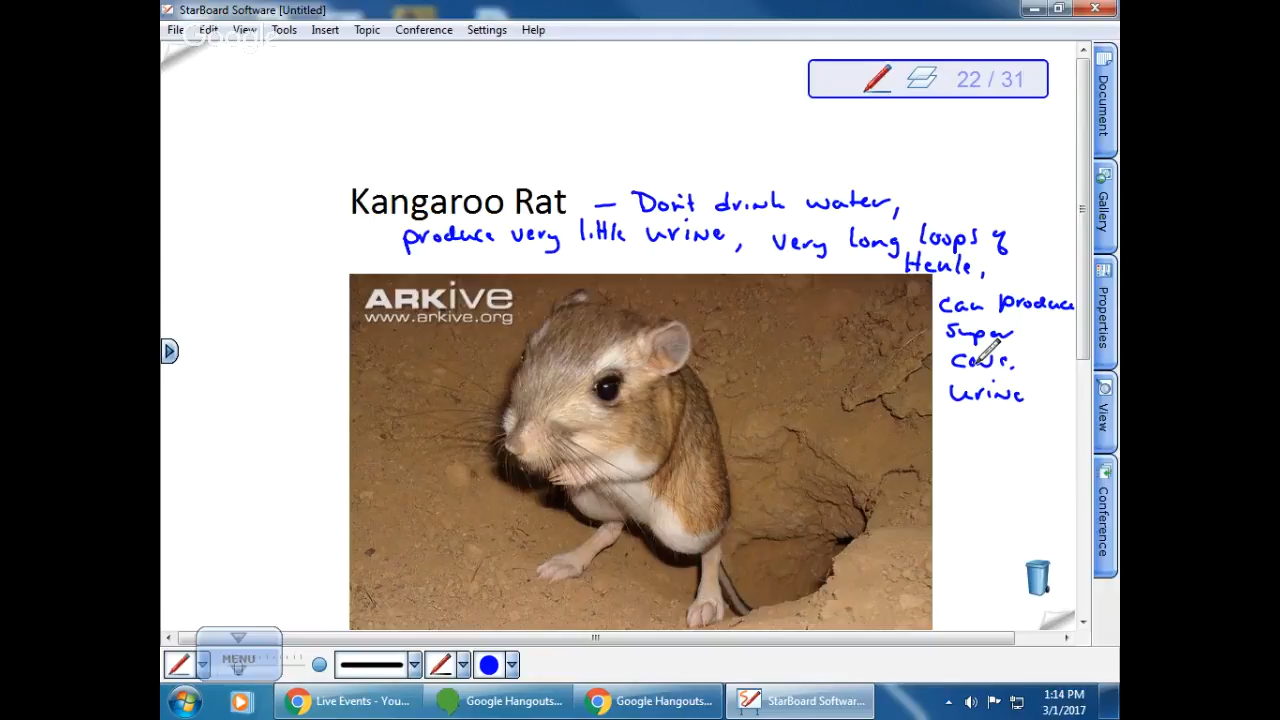 StarBoard Software [Untitled]
File Edit View Tools Insert Topic Conference Settings Help
Google
22 / 31
Kangaroo Rat – Don't drink water,
produce very little urine, very long loops of
Henle,
can produce
super
conc.
urine
ARKive
www.arkive.org
Document
Gallery
Properties
View
Conference
MENU
Live Events - You...
Google Hangouts...
Google Hangouts...
StarBoard Softwar...
1:14 PM
3/1/2017